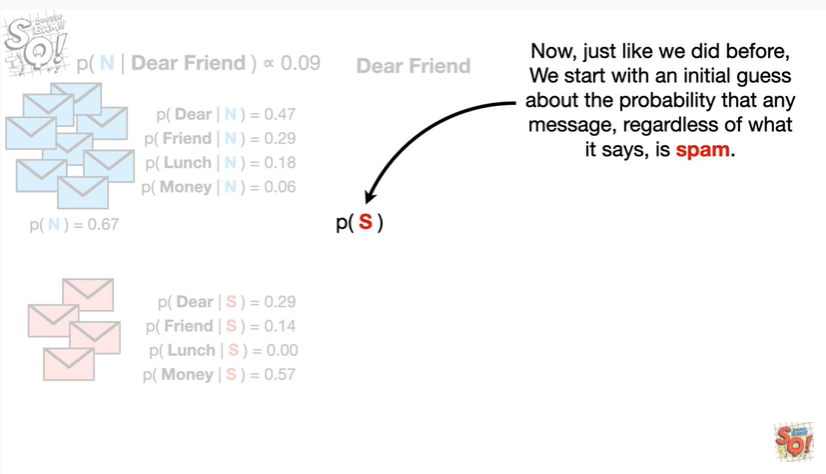 p( N | Dear Friend ) ∝ 0.09
Dear Friend
Now, just like we did before,
We start with an initial guess
about the probability that any
message, regardless of what
it says, is spam.
p( Dear | N ) = 0.47
p( Friend | N ) = 0.29
p( Lunch | N ) = 0.18
p( Money | N ) = 0.06
p( N ) = 0.67
p( S )
p( Dear | S ) = 0.29
p( Friend | S ) = 0.14
p( Lunch | S ) = 0.00
p( Money | S ) = 0.57
SQ!